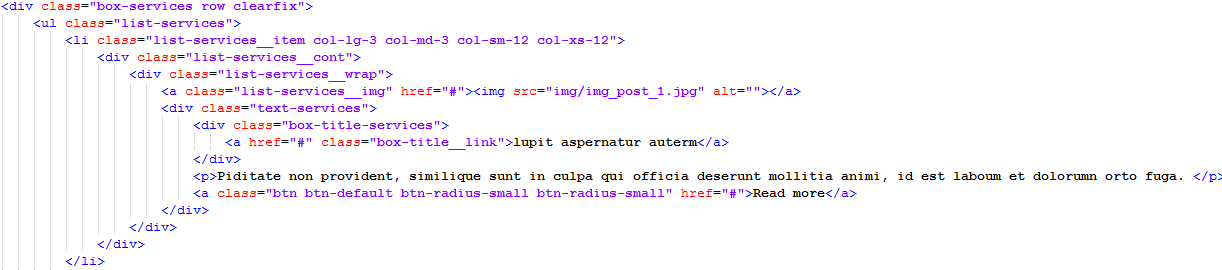 <div class="box-services row clearfix">
<ul class="list-services">
<li class="list-services__item col-lg-3 col-md-3 col-sm-12 col-xs-12">
<div class="list-services__cont">
<div class="list-services__wrap">
<a class="list-services__img" href="#"><img src="img/img_post_1.jpg" alt=""></a>
<div class="text-services">
<div class="box-title-services">
<a href="#" class="box-title__link">lupit aspernatur auterm</a>
</div>
<p>Piditate non provident, similique sunt in culpa qui officia deserunt mollitia animi, id est laboum et dolorumn orto fuga. </p>
<a class="btn btn-default btn-radius-small btn-radius-small" href="#">Read more</a>
</div>
</div>
</div>
</li>